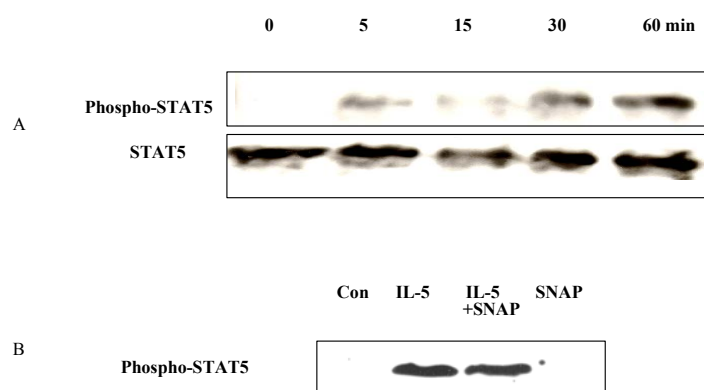 0 5 15 30 60 min
A
Phospho-STAT5
STAT5
Con IL-5 IL-5 SNAP
+SNAP
B
Phospho-STAT5